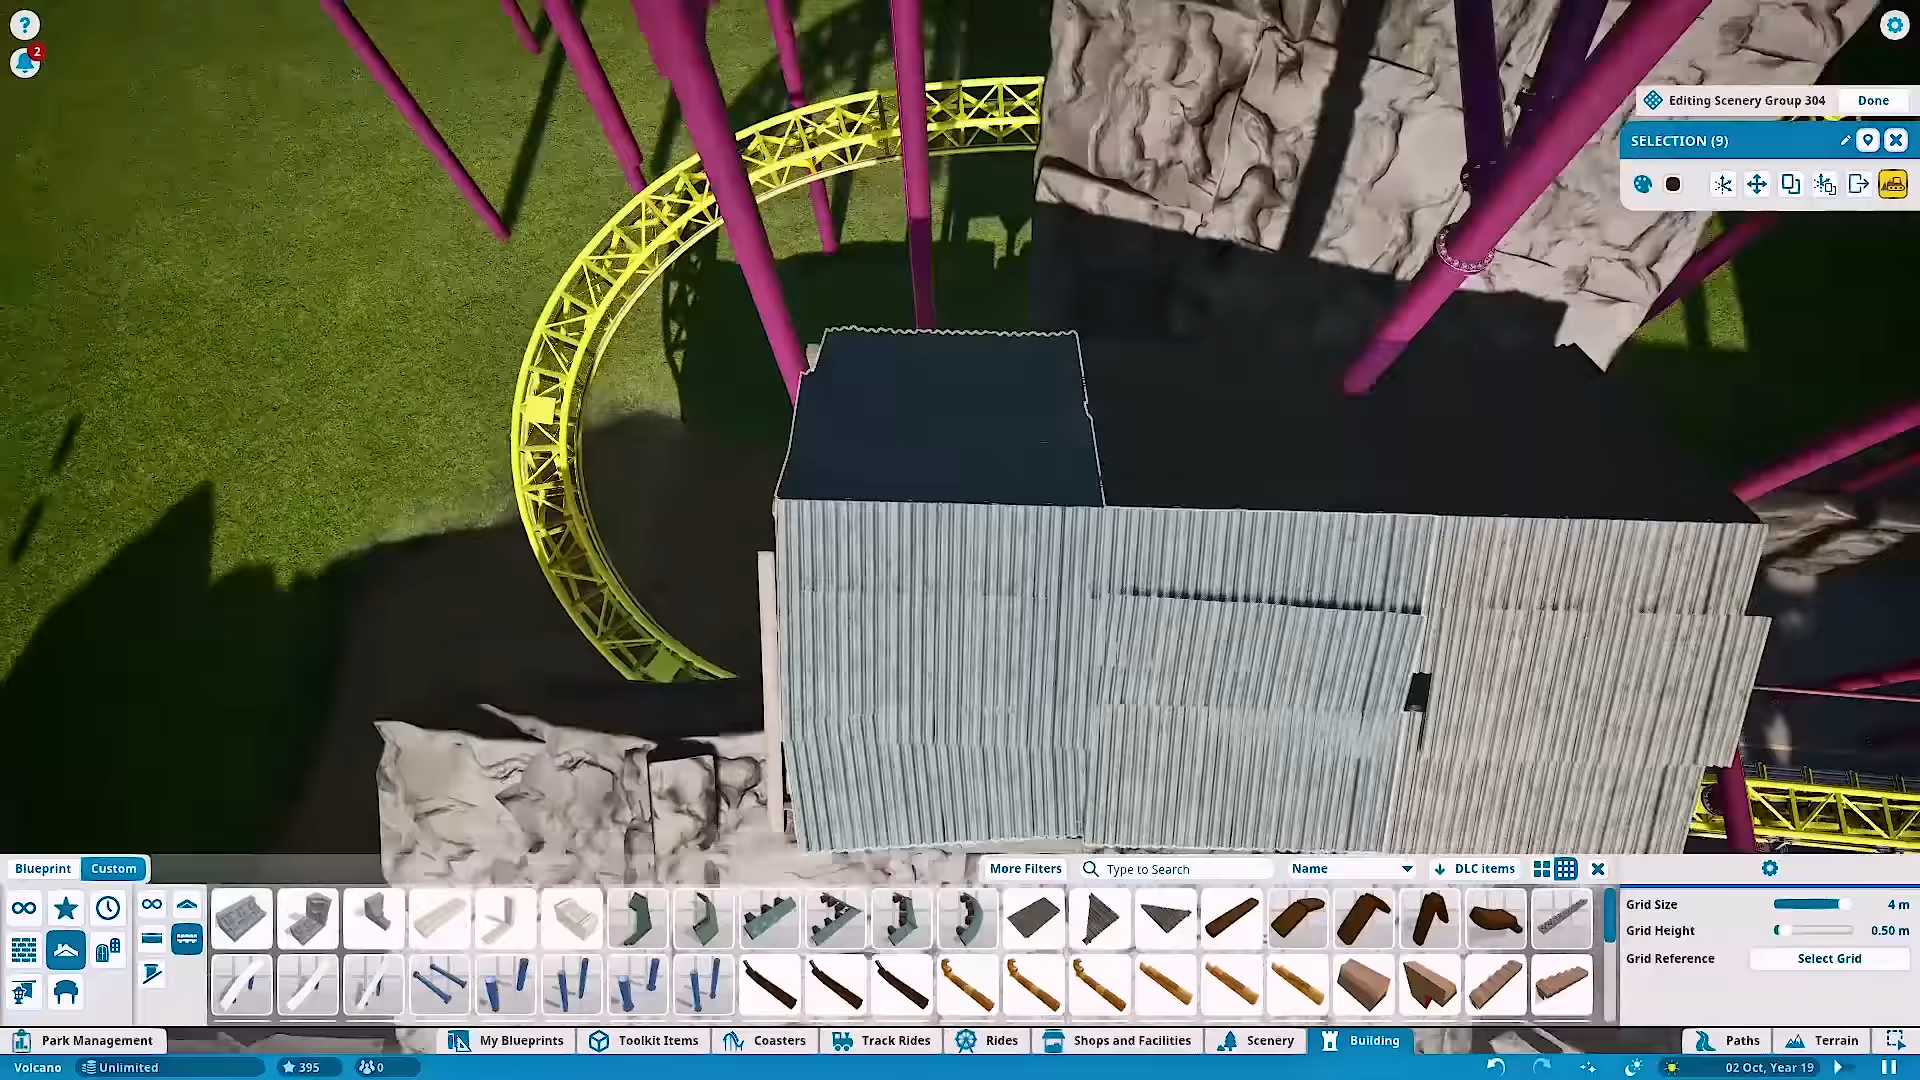 ?
2
Editing Scenery Group 304
Done
SELECTION (9)
Blueprint
Custom
More Filters
Type to Search
Name
DLC items
Grid Size
4 m
Grid Height
0.50 m
Grid Reference
Select Grid
Park Management
My Blueprints
Toolkit Items
Coasters
Track Rides
Rides
Shops and Facilities
Scenery
Building
Paths
Terrain
Volcano
Unlimited
395
0
02 Oct, Year 19